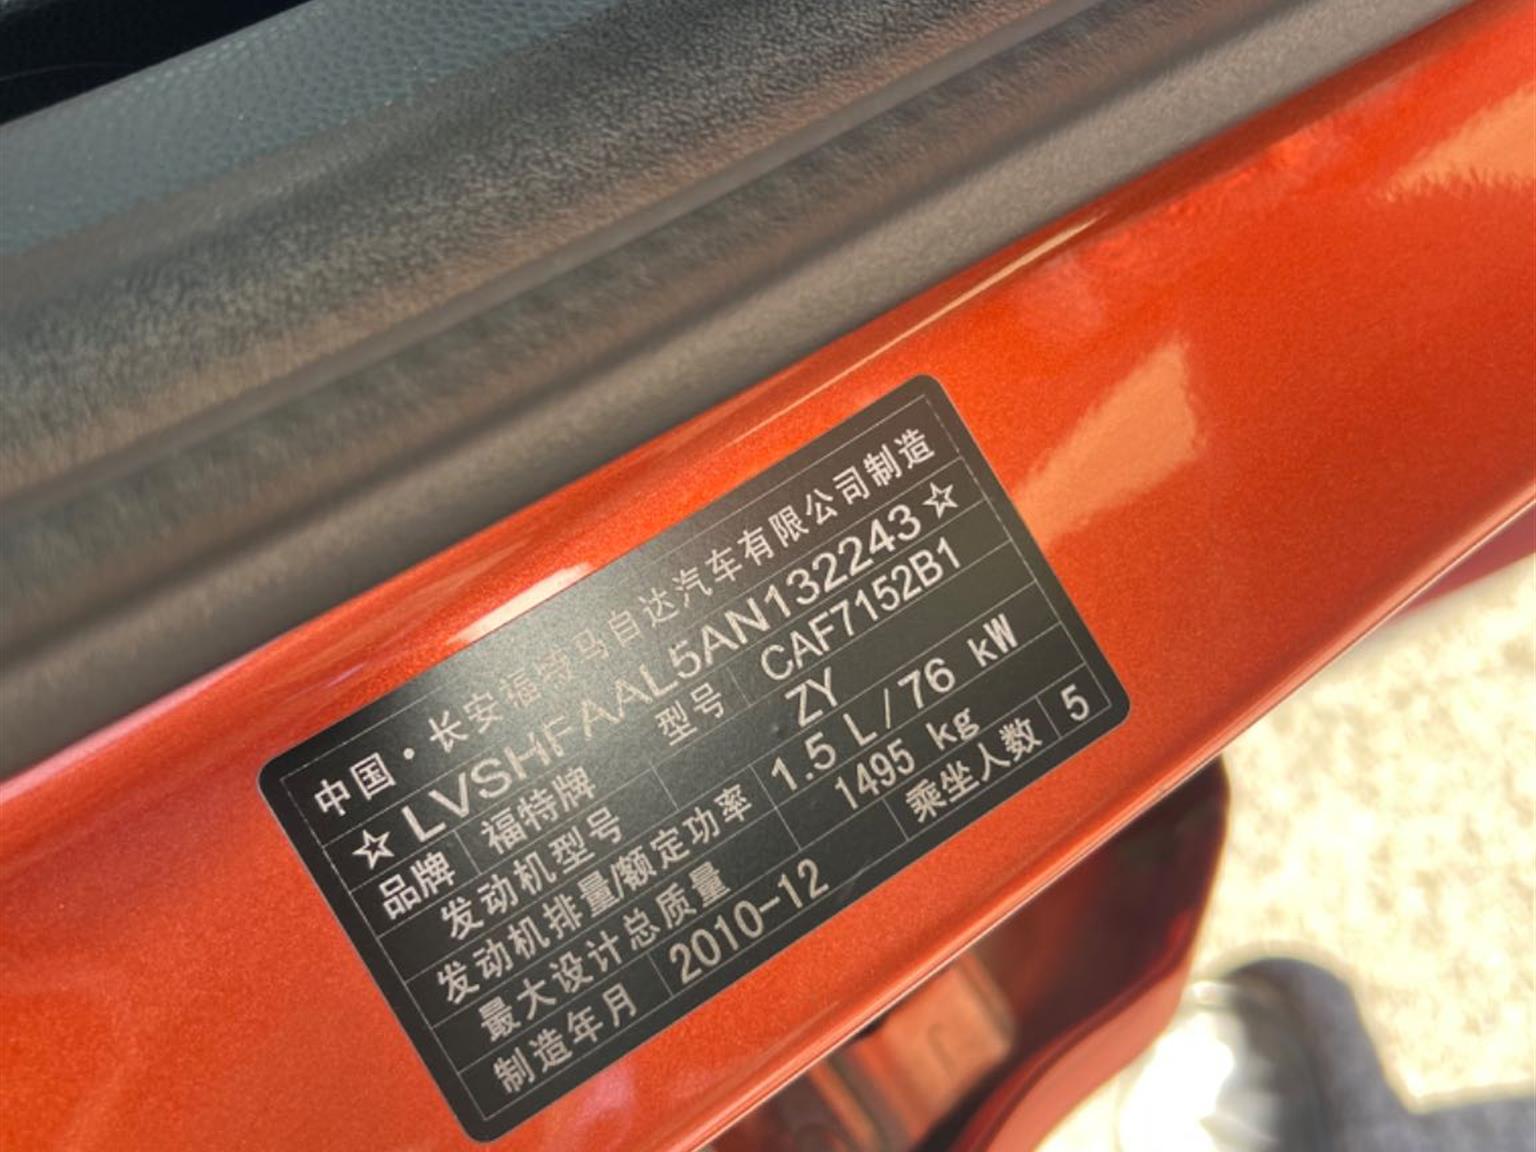 中国·长安福特马自达汽车有限公司制造
☆LVSHFAAL5AN132243☆
品牌 福特牌 型号 CAF7152B1
发动机型号 ZY
发动机排量/额定功率 1.5 L/76 kW
最大设计总质量 1495 kg
制造年月 2010-12 乘坐人数 5